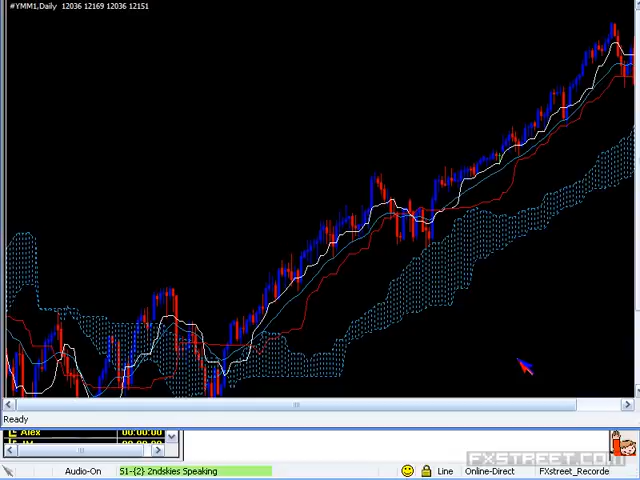 #YMM1,Daily 12036 12169 12036 12151
Ready
Alex 00:00:00
FXSTREET.COM
Audio-On S1-{2} 2ndskies Speaking Line Online-Direct FXstreet_Recorde